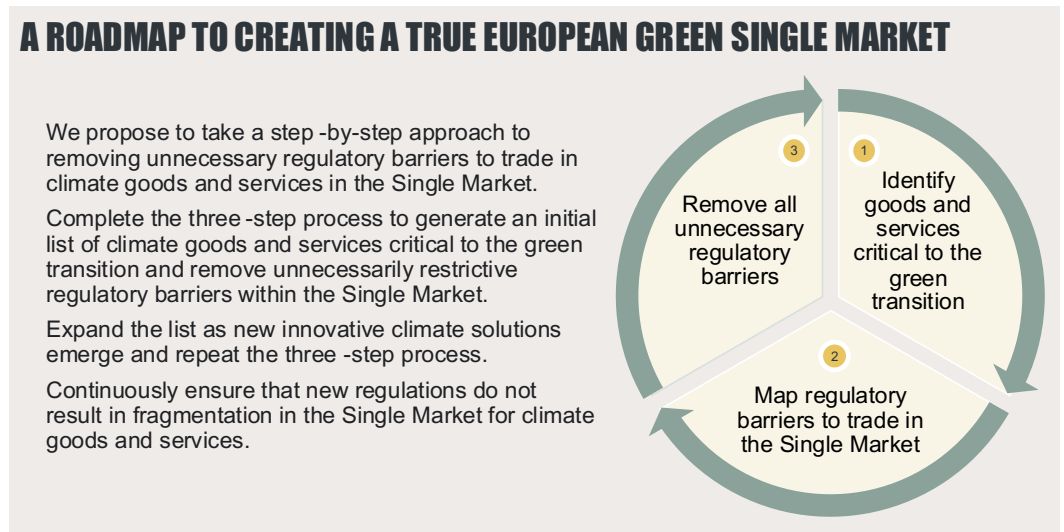 A ROADMAP TO CREATING A TRUE EUROPEAN GREEN SINGLE MARKET
We propose to take a step -by-step approach to
removing unnecessary regulatory barriers to trade in
climate goods and services in the Single Market.
Complete the three -step process to generate an initial
list of climate goods and services critical to the green
transition and remove unnecessarily restrictive
regulatory barriers within the Single Market.
Expand the list as new innovative climate solutions
emerge and repeat the three -step process.
Continuously ensure that new regulations do not
result in fragmentation in the Single Market for climate
goods and services.
1
Identify
goods and
services
critical to the
green
transition
2
Map regulatory
barriers to trade in
the Single Market
3
Remove all
unnecessary
regulatory
barriers